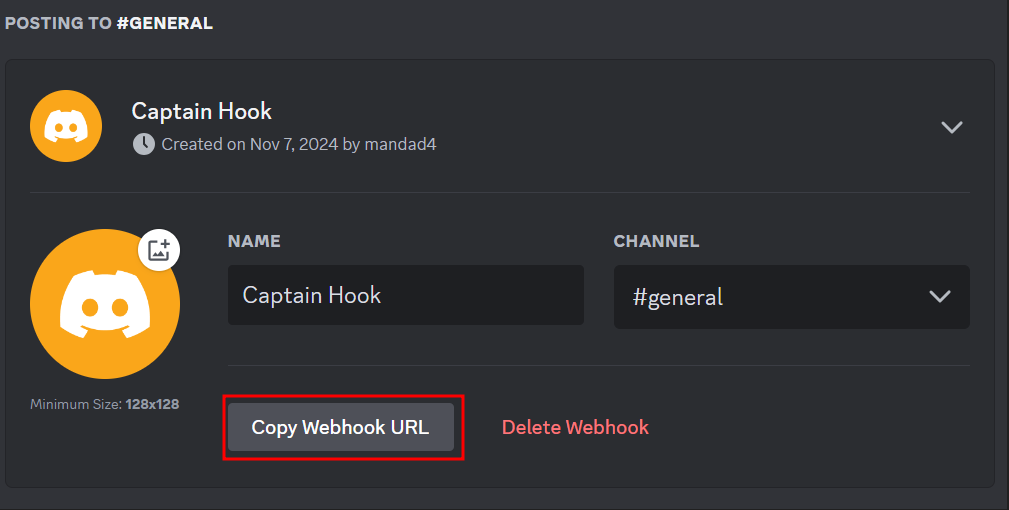 POSTING TO #GENERAL
Captain Hook
Created on Nov 7, 2024 by mandad4
NAME
CHANNEL
Captain Hook
#general
Minimum Size: 128x128
Copy Webhook URL
Delete Webhook